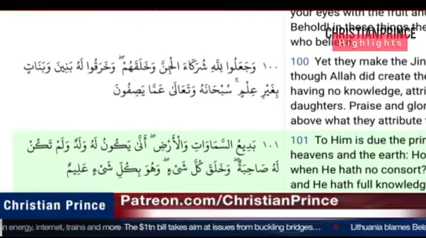 your eyes with the fruit and
Behold! in these things the
who believe
CHRISTIANPRINCE
Highlights
١٠٠ وَجَعَلُوا لِلَّهِ شُرَكَاءَ الْجِنَّ وَخَلَقَهُمْ ۖ وَخَرَقُوا لَهُ بَنِينَ وَبَنَاتٍ
بِغَيْرِ عِلْمٍ ۚ سُبْحَانَهُ وَتَعَالَىٰ عَمَّا يَصِفُونَ
100 Yet they make the Jin
though Allah did create the
having no knowledge, attri
daughters. Praise and glor
above what they attribute
١٠١ بَدِيعُ السَّمَاوَاتِ وَالْأَرْضِ ۖ أَنَّىٰ يَكُونُ لَهُ وَلَدٌ وَلَمْ تَكُنْ
لَهُ صَاحِبَةٌ ۖ وَخَلَقَ كُلَّ شَيْءٍ ۖ وَهُوَ بِكُلِّ شَيْءٍ عَلِيمٌ
101 To Him is due the prim
heavens and the earth: Ho
when He hath no consort?
and He hath full knowledg
Christian Prince
Patreon.com/ChristianPrince
n energy, internet, trains and more The $1tn bill takes aim at issues from buckling bridges...
Lithuania blames Bela